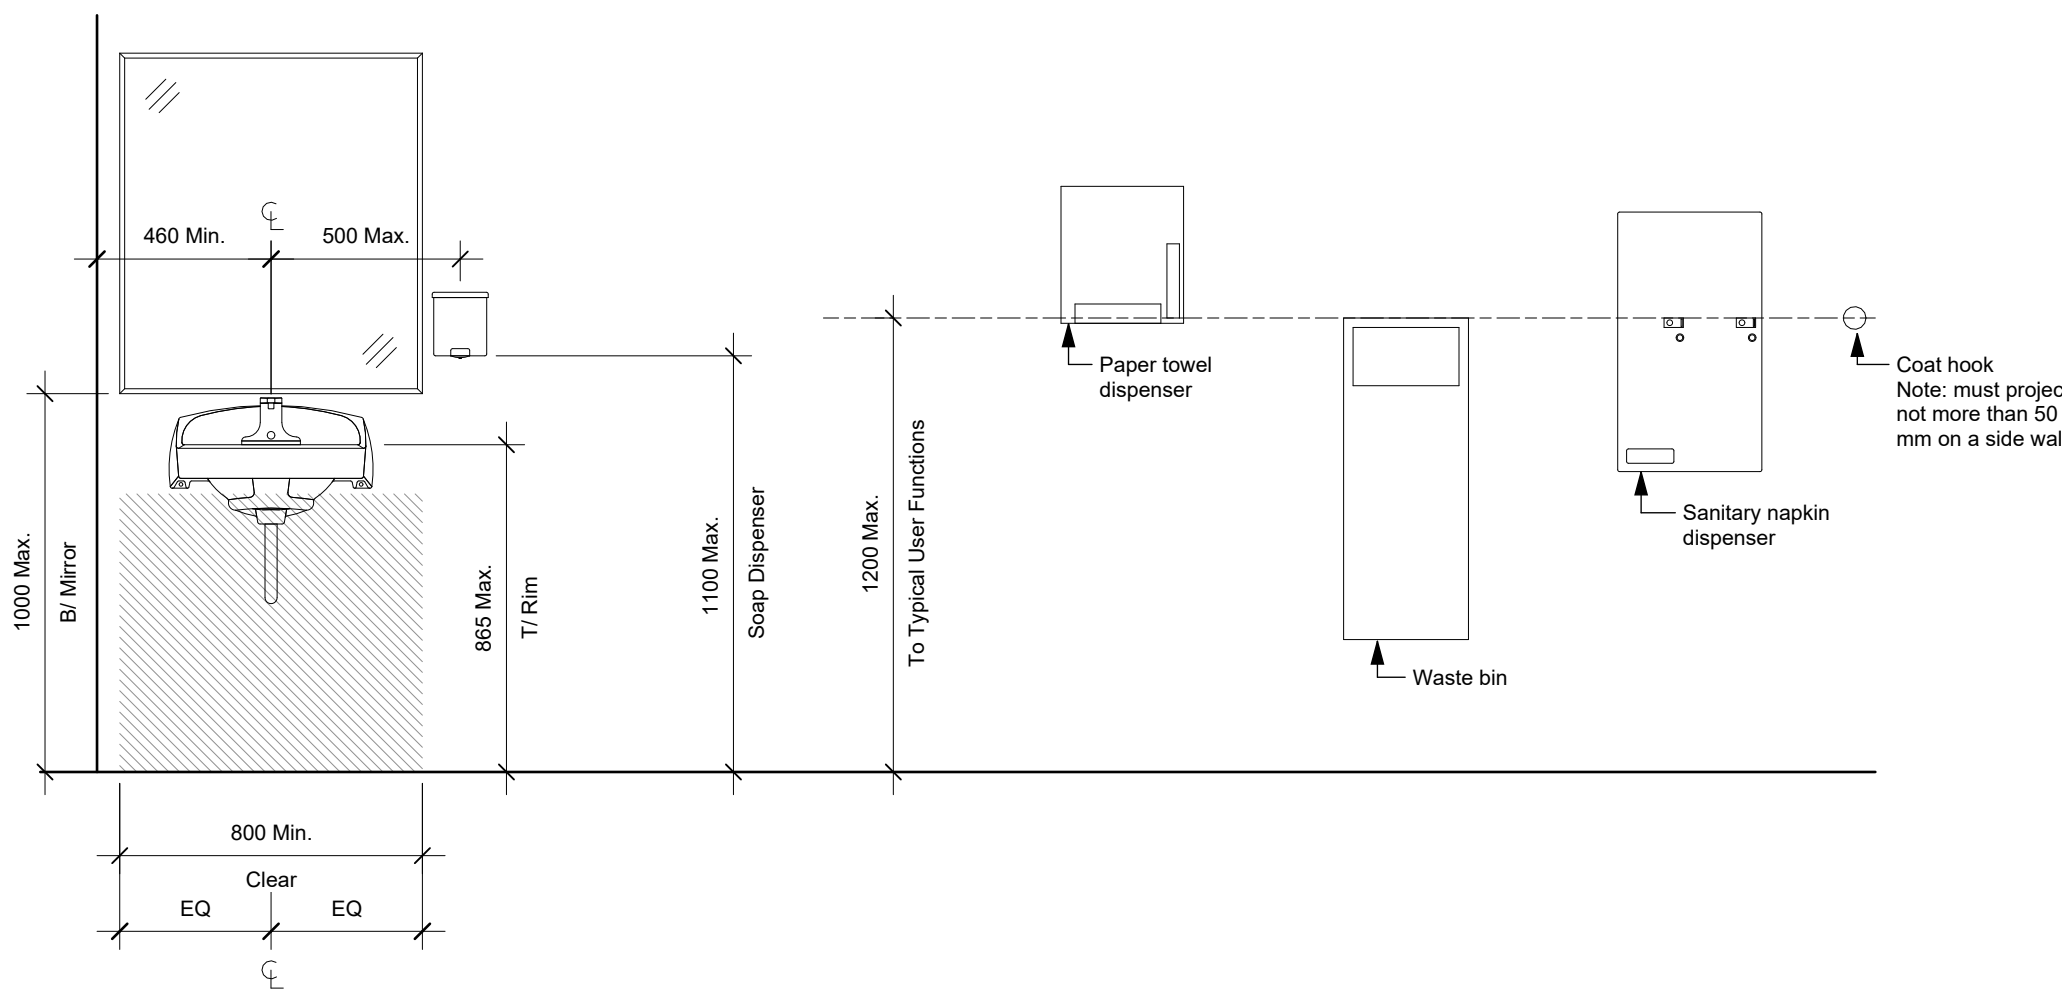 ℄
460 Min.
500 Max.
1000 Max.
B/ Mirror
865 Max.
T/ Rim
1100 Max.
Soap Dispenser
1200 Max.
To Typical User Functions
Paper towel
dispenser
Waste bin
Sanitary napkin
dispenser
Coat hook
Note: must projec
not more than 50
mm on a side wal
800 Min.
Clear
EQ
EQ
℄